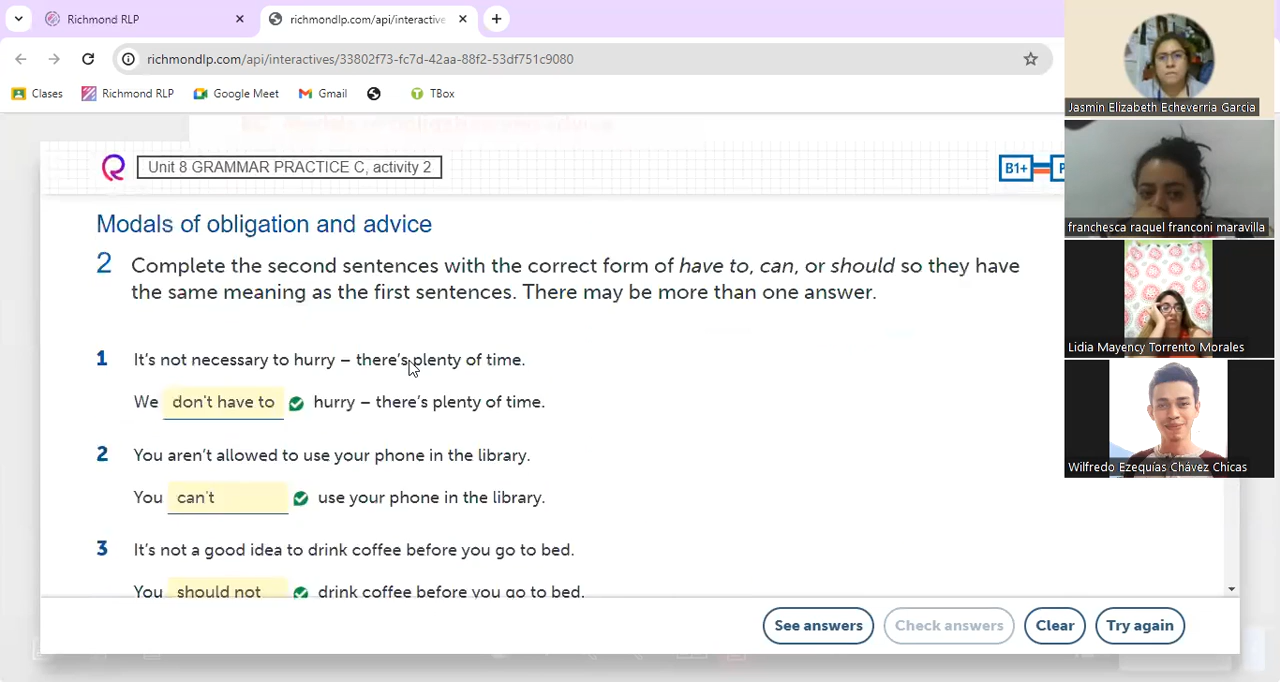 Richmond RLP
richmondlp.com/api/interactive
richmondlp.com/api/interactives/33802f73-fc7d-42aa-88f2-53df751c9080
Clases
Richmond RLP
Google Meet
Gmail
TBox
Unit 8 GRAMMAR PRACTICE C, activity 2
B1+
P
Modals of obligation and advice
2 Complete the second sentences with the correct form of have to, can, or should so they have
the same meaning as the first sentences. There may be more than one answer.
1 It's not necessary to hurry – there's plenty of time.
We don't have to hurry – there's plenty of time.
2 You aren't allowed to use your phone in the library.
You can't use your phone in the library.
3 It's not a good idea to drink coffee before you go to bed.
You should not drink coffee before you go to bed.
See answers
Check answers
Clear
Try again
Jasmin Elizabeth Echeverria Garcia
franchesca raquel franconi maravilla
Lidia Mayency Torrento Morales
Wilfredo Ezequías Chávez Chicas